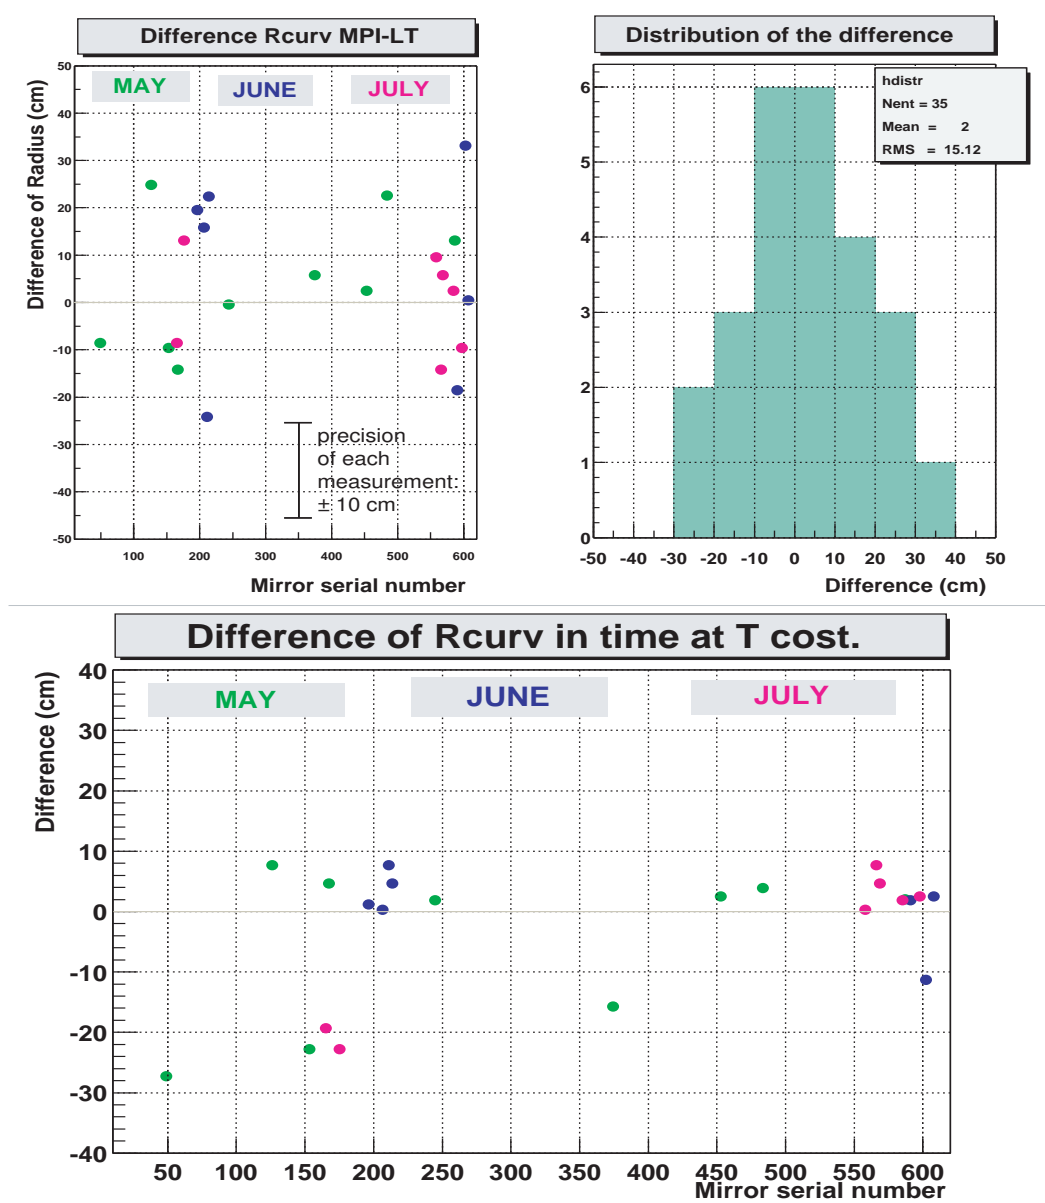 Difference Rcurv MPI-LT
Difference of Radius (cm)
MAY
JUNE
JULY
50
40
30
20
10
0
-10
-20
-30
-40
-50
precision
of each
measurement:
± 10 cm
100 200 300 400 500 600
Mirror serial number
Distribution of the difference
hdistr
Nent = 35
Mean = 2
RMS = 15.12
6
5
4
3
2
1
0
-50 -40 -30 -20 -10 0 10 20 30 40 50
Difference (cm)
Difference of Rcurv in time at T cost.
Difference (cm)
MAY
JUNE
JULY
40
30
20
10
0
-10
-20
-30
-40
50 100 150 200 250 300 350 400 450 500 550 600
Mirror serial number